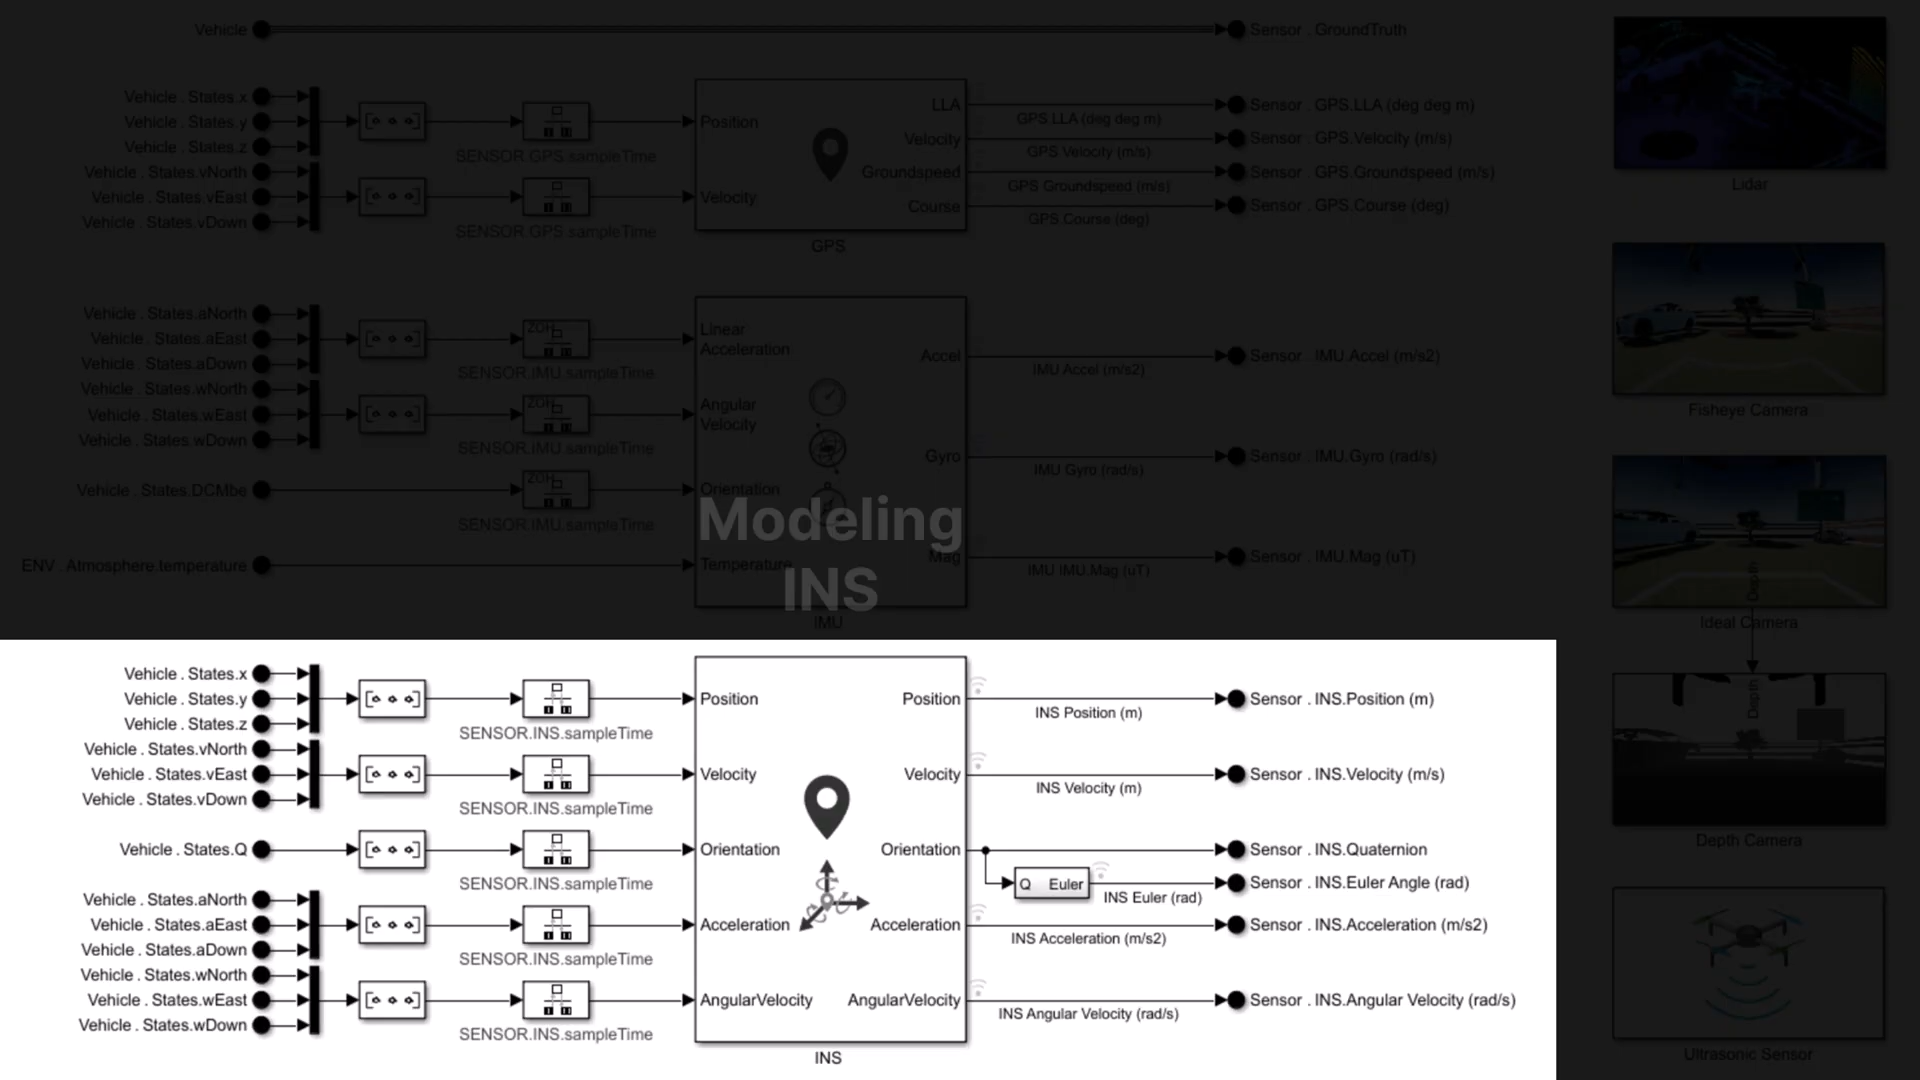 Vehicle
Sensor . GroundTruth
Vehicle . States.x
Vehicle . States.y
Vehicle . States.z
Vehicle . States.vNorth
Vehicle . States.vEast
Vehicle . States.vDown
SENSOR.GPS.sampleTime
SENSOR.GPS.sampleTime
Position
Velocity
LLA
Velocity
Groundspeed
Course
GPS
GPS.LLA (deg deg m)
GPS.Velocity (m/s)
GPS Groundspeed (m/s)
GPS.Course (deg)
Sensor . GPS.LLA (deg deg m)
Sensor . GPS.Velocity (m/s)
Sensor . GPS.Groundspeed (m/s)
Sensor . GPS.Course (deg)
Vehicle . States.aNorth
Vehicle . States.aEast
Vehicle . States.aDown
Vehicle . States.wNorth
Vehicle . States.wEast
Vehicle . States.wDown
Vehicle . States.DCMbe
ENV . Atmosphere.temperature
ZOH
SENSOR.IMU.sampleTime
ZOH
SENSOR.IMU.sampleTime
ZOH
SENSOR.IMU.sampleTime
Linear
Acceleration
Angular
Velocity
Orientation
Temperature
Accel
Gyro
Mag
IMU
Modeling
INS
IMU.Accel (m/s2)
IMU Gyro (rad/s)
IMU IMU.Mag (uT)
Sensor . IMU.Accel (m/s2)
Sensor . IMU.Gyro (rad/s)
Sensor . IMU.Mag (uT)
Vehicle . States.x
Vehicle . States.y
Vehicle . States.z
Vehicle . States.vNorth
Vehicle . States.vEast
Vehicle . States.vDown
Vehicle . States.Q
Vehicle . States.aNorth
Vehicle . States.aEast
Vehicle . States.aDown
Vehicle . States.wNorth
Vehicle . States.wEast
Vehicle . States.wDown
SENSOR.INS.sampleTime
SENSOR.INS.sampleTime
SENSOR.INS.sampleTime
SENSOR.INS.sampleTime
SENSOR.INS.sampleTime
Position
Velocity
Orientation
Acceleration
AngularVelocity
Position
Velocity
Orientation
Acceleration
AngularVelocity
INS
INS Position (m)
INS Velocity (m)
Q Euler
INS Euler (rad)
INS Acceleration (m/s2)
INS Angular Velocity (rad/s)
Sensor . INS.Position (m)
Sensor . INS.Velocity (m/s)
Sensor . INS.Quaternion
Sensor . INS.Euler Angle (rad)
Sensor . INS.Acceleration (m/s2)
Sensor . INS.Angular Velocity (rad/s)
Lidar
Fisheye Camera
Depth
Ideal Camera
Depth
Depth Camera
Ultrasonic Sensor